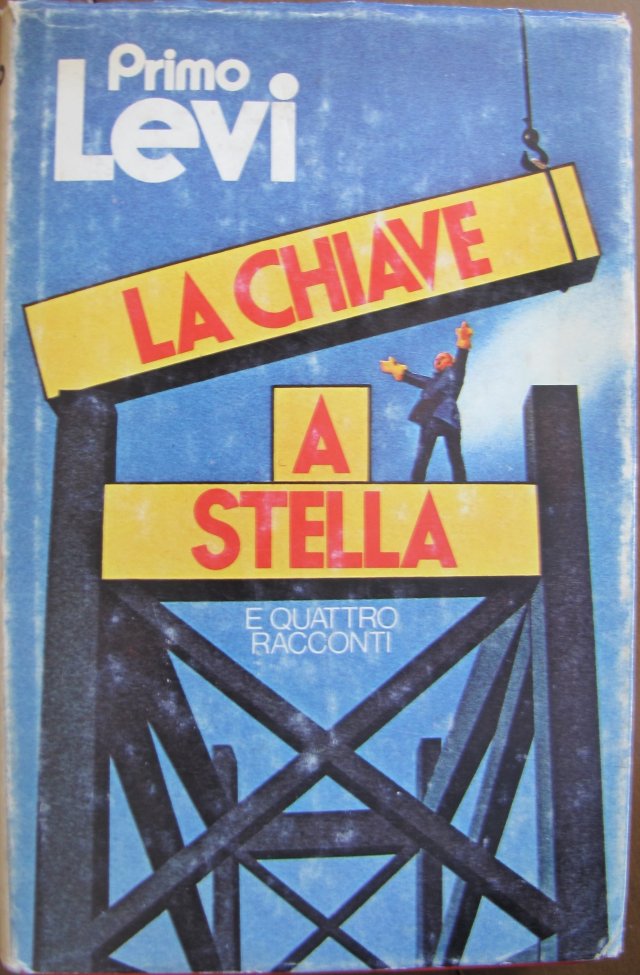 Primo
Levi
LA CHIAVE
A
STELLA
E QUATTRO
RACCONTI